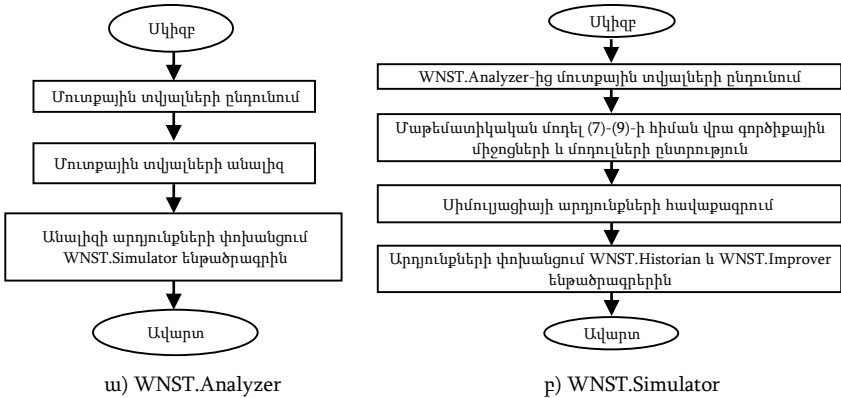 Սկիզբ
Մուտքային տվյալների ընդունում
Մուտքային տվյալների անալիզ
Անալիզի արդյունքների փոխանցում
WNST.Simulator ենթածրագրին
Ավարտ
ա) WNST.Analyzer
Սկիզբ
WNST.Analyzer-ից մուտքային տվյալների ընդունում
Մաթեմատիկական մոդել (7)-(9)-ի հիման վրա գործիքային
միջոցների և մոդուլների ընտրություն
Սիմուլյացիայի արդյունքների հավաքագրում
Արդյունքների փոխանցում WNST.Historian և WNST.Improver
ենթածրագրերին
Ավարտ
բ) WNST.Simulator